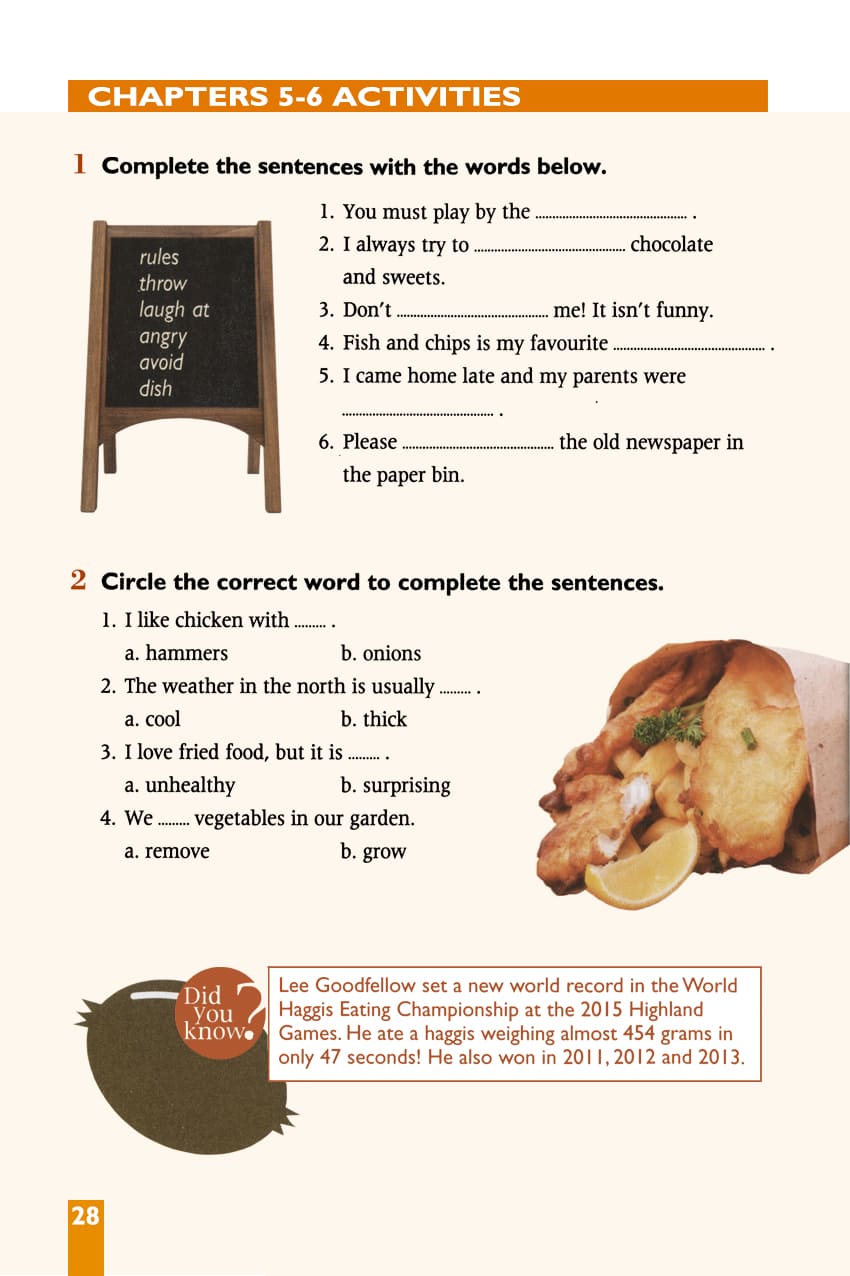 CHAPTERS 5-6 ACTIVITIES
1 Complete the sentences with the words below.
rules
throw
laugh at
angry
avoid
dish
1. You must play by the .............................................. .
2. I always try to .............................................. chocolate
and sweets.
3. Don't .............................................. me! It isn't funny.
4. Fish and chips is my favourite .............................................. .
5. I came home late and my parents were
.............................................. .
6. Please .............................................. the old newspaper in
the paper bin.
2 Circle the correct word to complete the sentences.
1. I like chicken with ......... .
a. hammers b. onions
2. The weather in the north is usually ......... .
a. cool b. thick
3. I love fried food, but it is ......... .
a. unhealthy b. surprising
4. We ......... vegetables in our garden.
a. remove b. grow
Did
you
know?
Lee Goodfellow set a new world record in the World
Haggis Eating Championship at the 2015 Highland
Games. He ate a haggis weighing almost 454 grams in
only 47 seconds! He also won in 2011, 2012 and 2013.
28